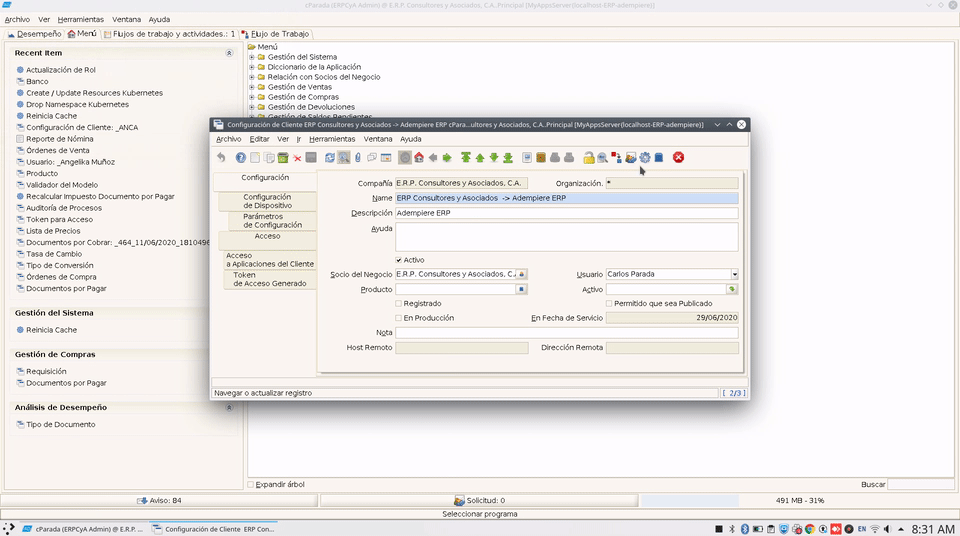 cParada (ERPCyA Admin) @ E.R.P. Consultores y Asociados, C.A..Principal [MyAppsServer{localhost-ERP-adempiere}]
Archivo Ver Herramientas Ventana Ayuda
Desempeño Menú Flujos de trabajo y actividades.: 1 Flujo de Trabajo
Recent Item
Actualización de Rol
Banco
Create / Update Resources Kubernetes
Drop Namespace Kubernetes
Reinicia Cache
Configuración de Cliente: _ANCA
Reporte de Nómina
Órdenes de Venta
Usuario: _Angelika Muñoz
Producto
Validador del Modelo
Recalcular Impuesto Documentos por Pagar
Auditoría de Procesos
Token para Acceso
Lista de Precios
Documentos por Cobrar: _464_11/06/2020_1810496
Tasa de Cambio
Tipo de Conversión
Órdenes de Compra
Documentos por Pagar
Gestión del Sistema
Reinicia Cache
Gestión de Compras
Requisición
Documentos por Pagar
Análisis de Desempeño
Tipo de Documento
Menú
Gestión del Sistema
Diccionario de la Aplicación
Relación con Socios del Negocio
Gestión de Ventas
Gestión de Compras
Gestión de Devoluciones
Gestión de Saldos Pendientes
Configuración de Cliente ERP Consultores y Asociados -> Adempiere ERP cPara...ultores y Asociados, C.A..Principal [MyAppsServer{localhost-ERP-adempiere}]
Archivo Editar Ver Ir Herramientas Ventana Ayuda
Configuración
Configuración
de Dispositivo
Parámetros
de Configuración
Acceso
Acceso
a Aplicaciones del Cliente
Token
de Acceso Generado
Compañía E.R.P. Consultores y Asociados, C.A. Organización. *
Name ERP Consultores y Asociados -> Adempiere ERP
Descripción Adempiere ERP
Ayuda
Activo
Socio del Negocio E.R.P. Consultores y Asociados, C. Usuario Carlos Parada
Producto Activo
Registrado Permitido que sea Publicado
En Producción En Fecha de Servicio 29/06/2020
Nota
Host Remoto Dirección Remota
Navegar o actualizar registro [ 2/3 ]
Expandir árbol Buscar
Aviso: 84 Solicitud: 0 491 MB - 31%
Seleccionar programa
cParada (ERPCyA Admin) @ E.R.P. ... Configuración de Cliente ERP Con... EN 8:31 AM